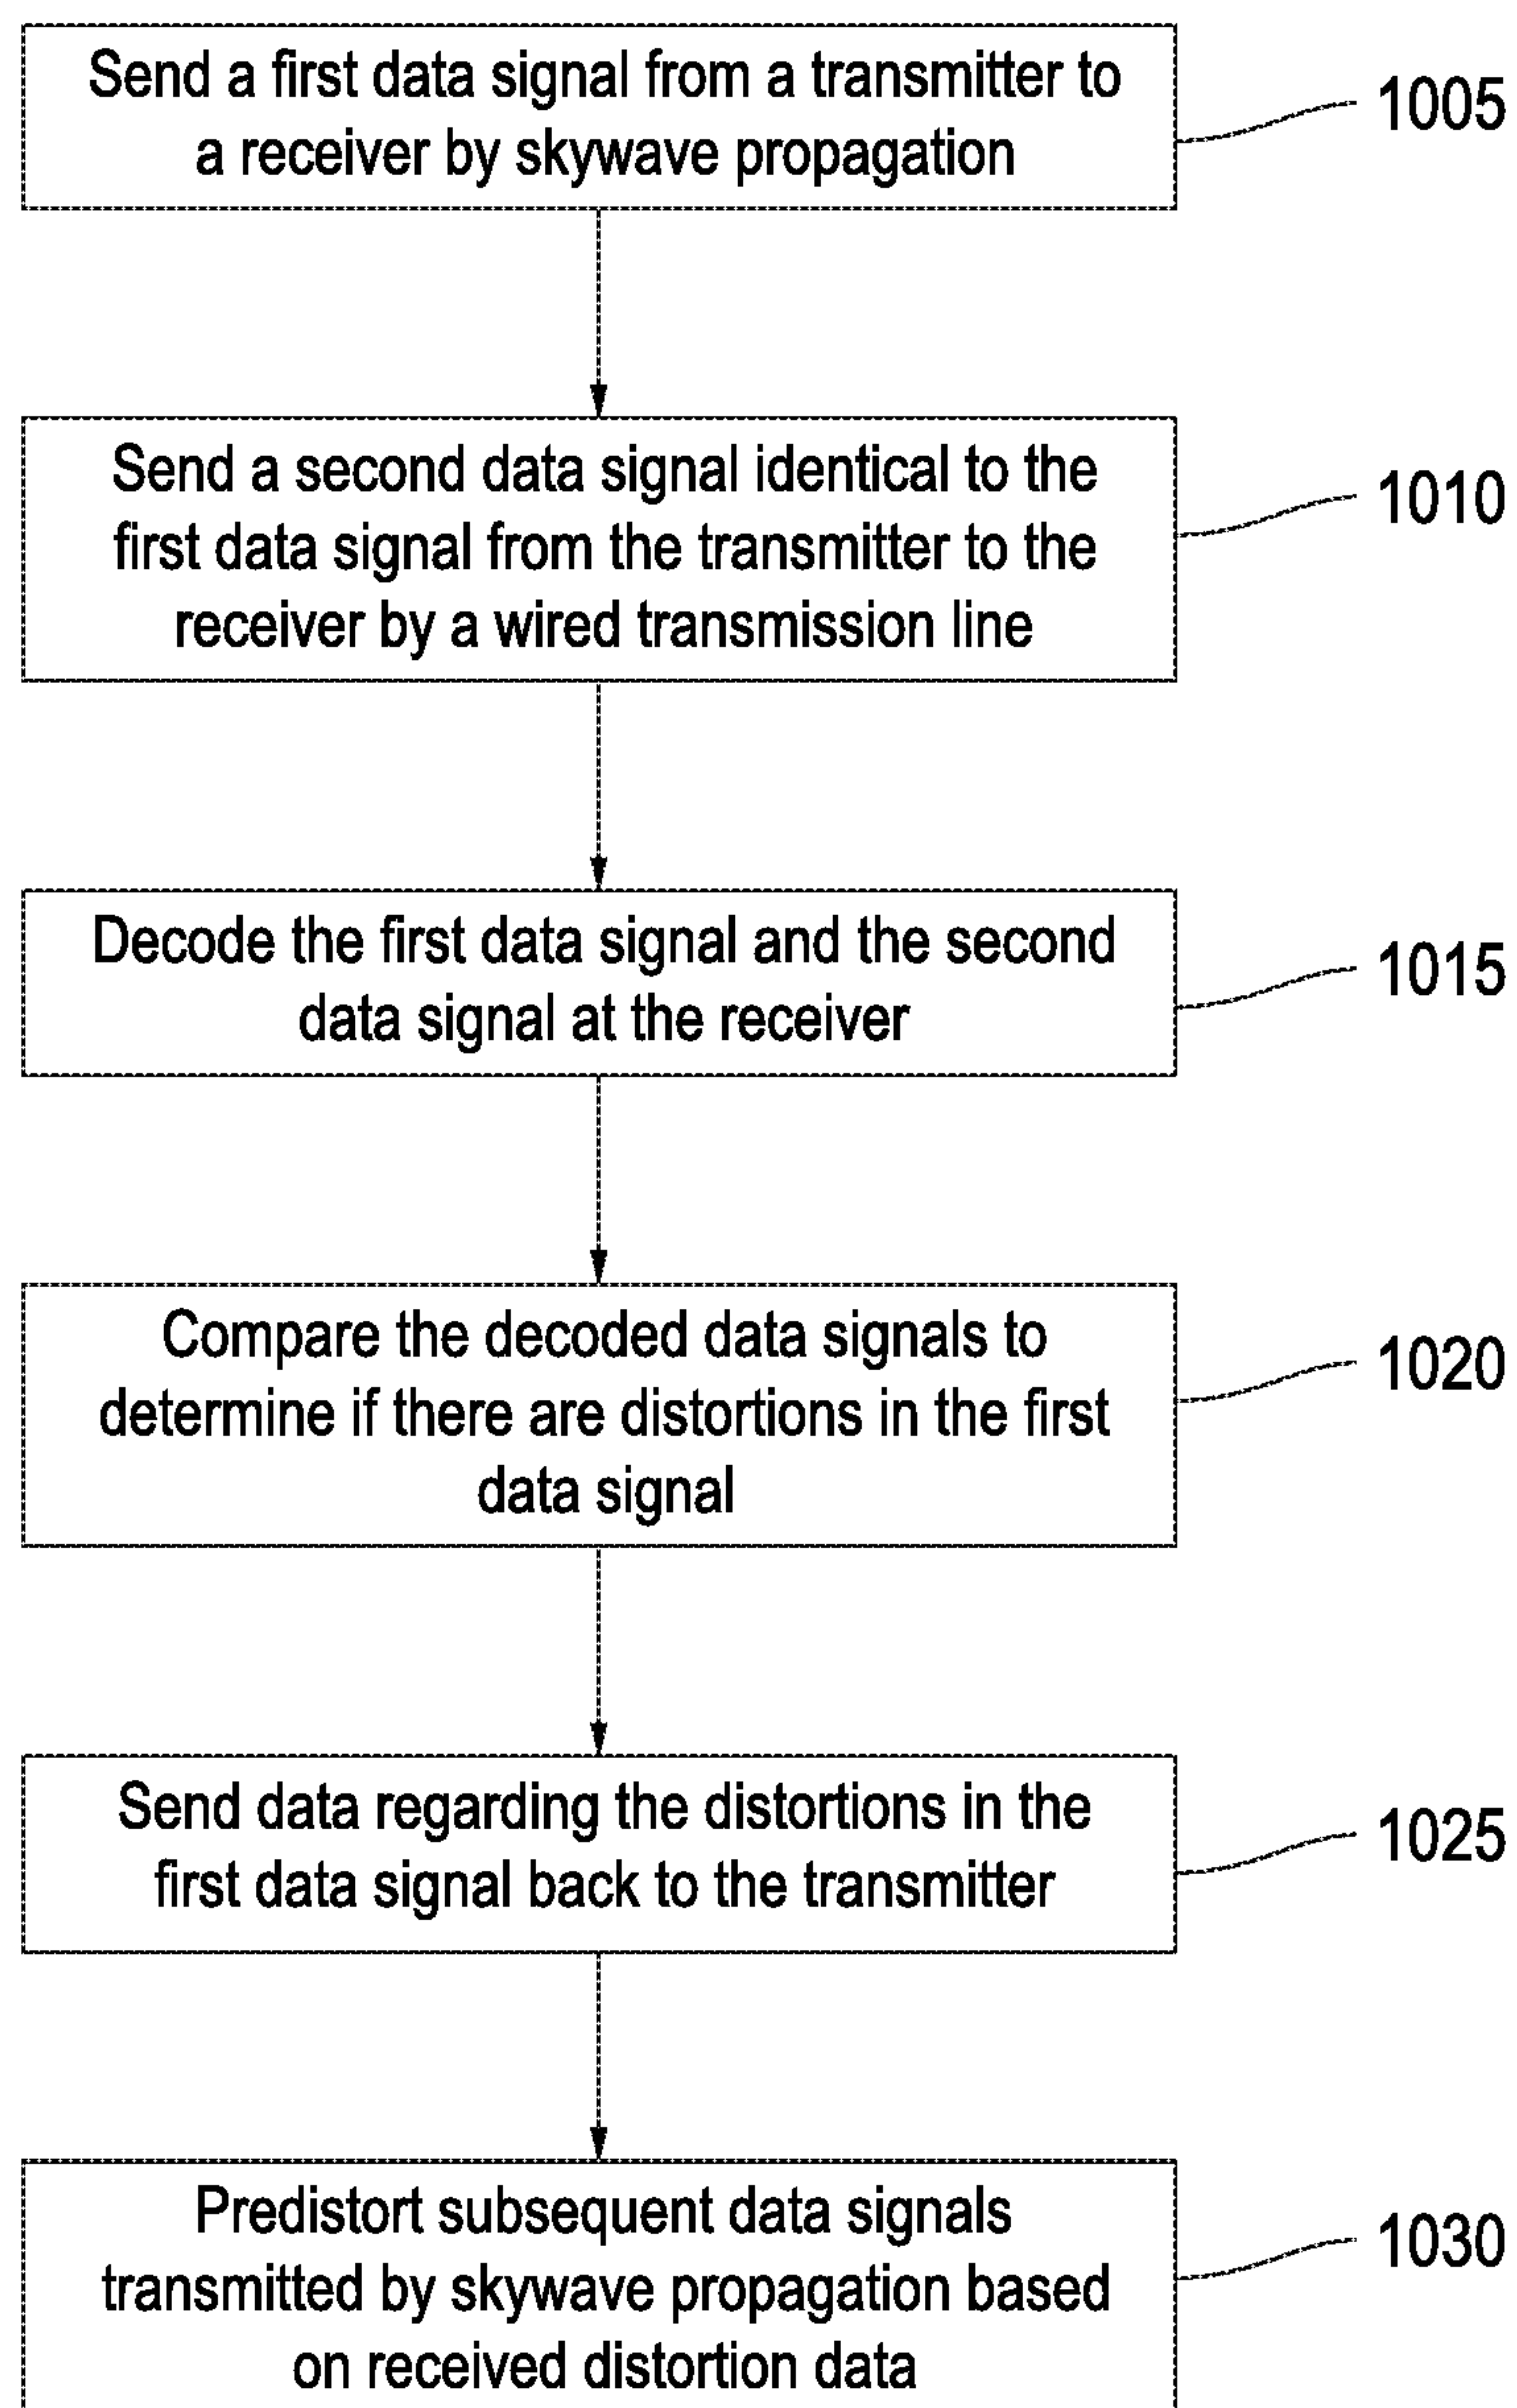 Send a first data signal from a transmitter to
a receiver by skywave propagation
1005
Send a second data signal identical to the
first data signal from the transmitter to the
receiver by a wired transmission line
1010
Decode the first data signal and the second
data signal at the receiver
1015
Compare the decoded data signals to
determine if there are distortions in the first
data signal
1020
Send data regarding the distortions in the
first data signal back to the transmitter
1025
Predistort subsequent data signals
transmitted by skywave propagation based
on received distortion data
1030